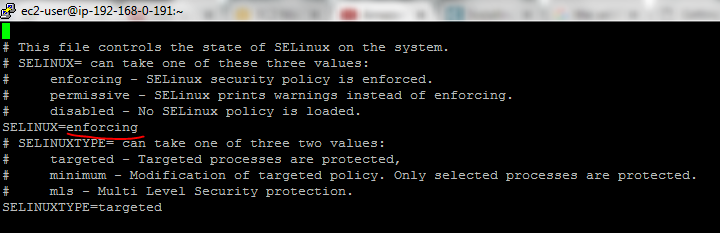 ec2-user@ip-192-168-0-191:~
# This file controls the state of SELinux on the system.
# SELINUX= can take one of these three values:
#     enforcing - SELinux security policy is enforced.
#     permissive - SELinux prints warnings instead of enforcing.
#     disabled - No SELinux policy is loaded.
SELINUX=enforcing
# SELINUXTYPE= can take one of three two values:
#     targeted - Targeted processes are protected,
#     minimum - Modification of targeted policy. Only selected processes are protected.
#     mls - Multi Level Security protection.
SELINUXTYPE=targeted